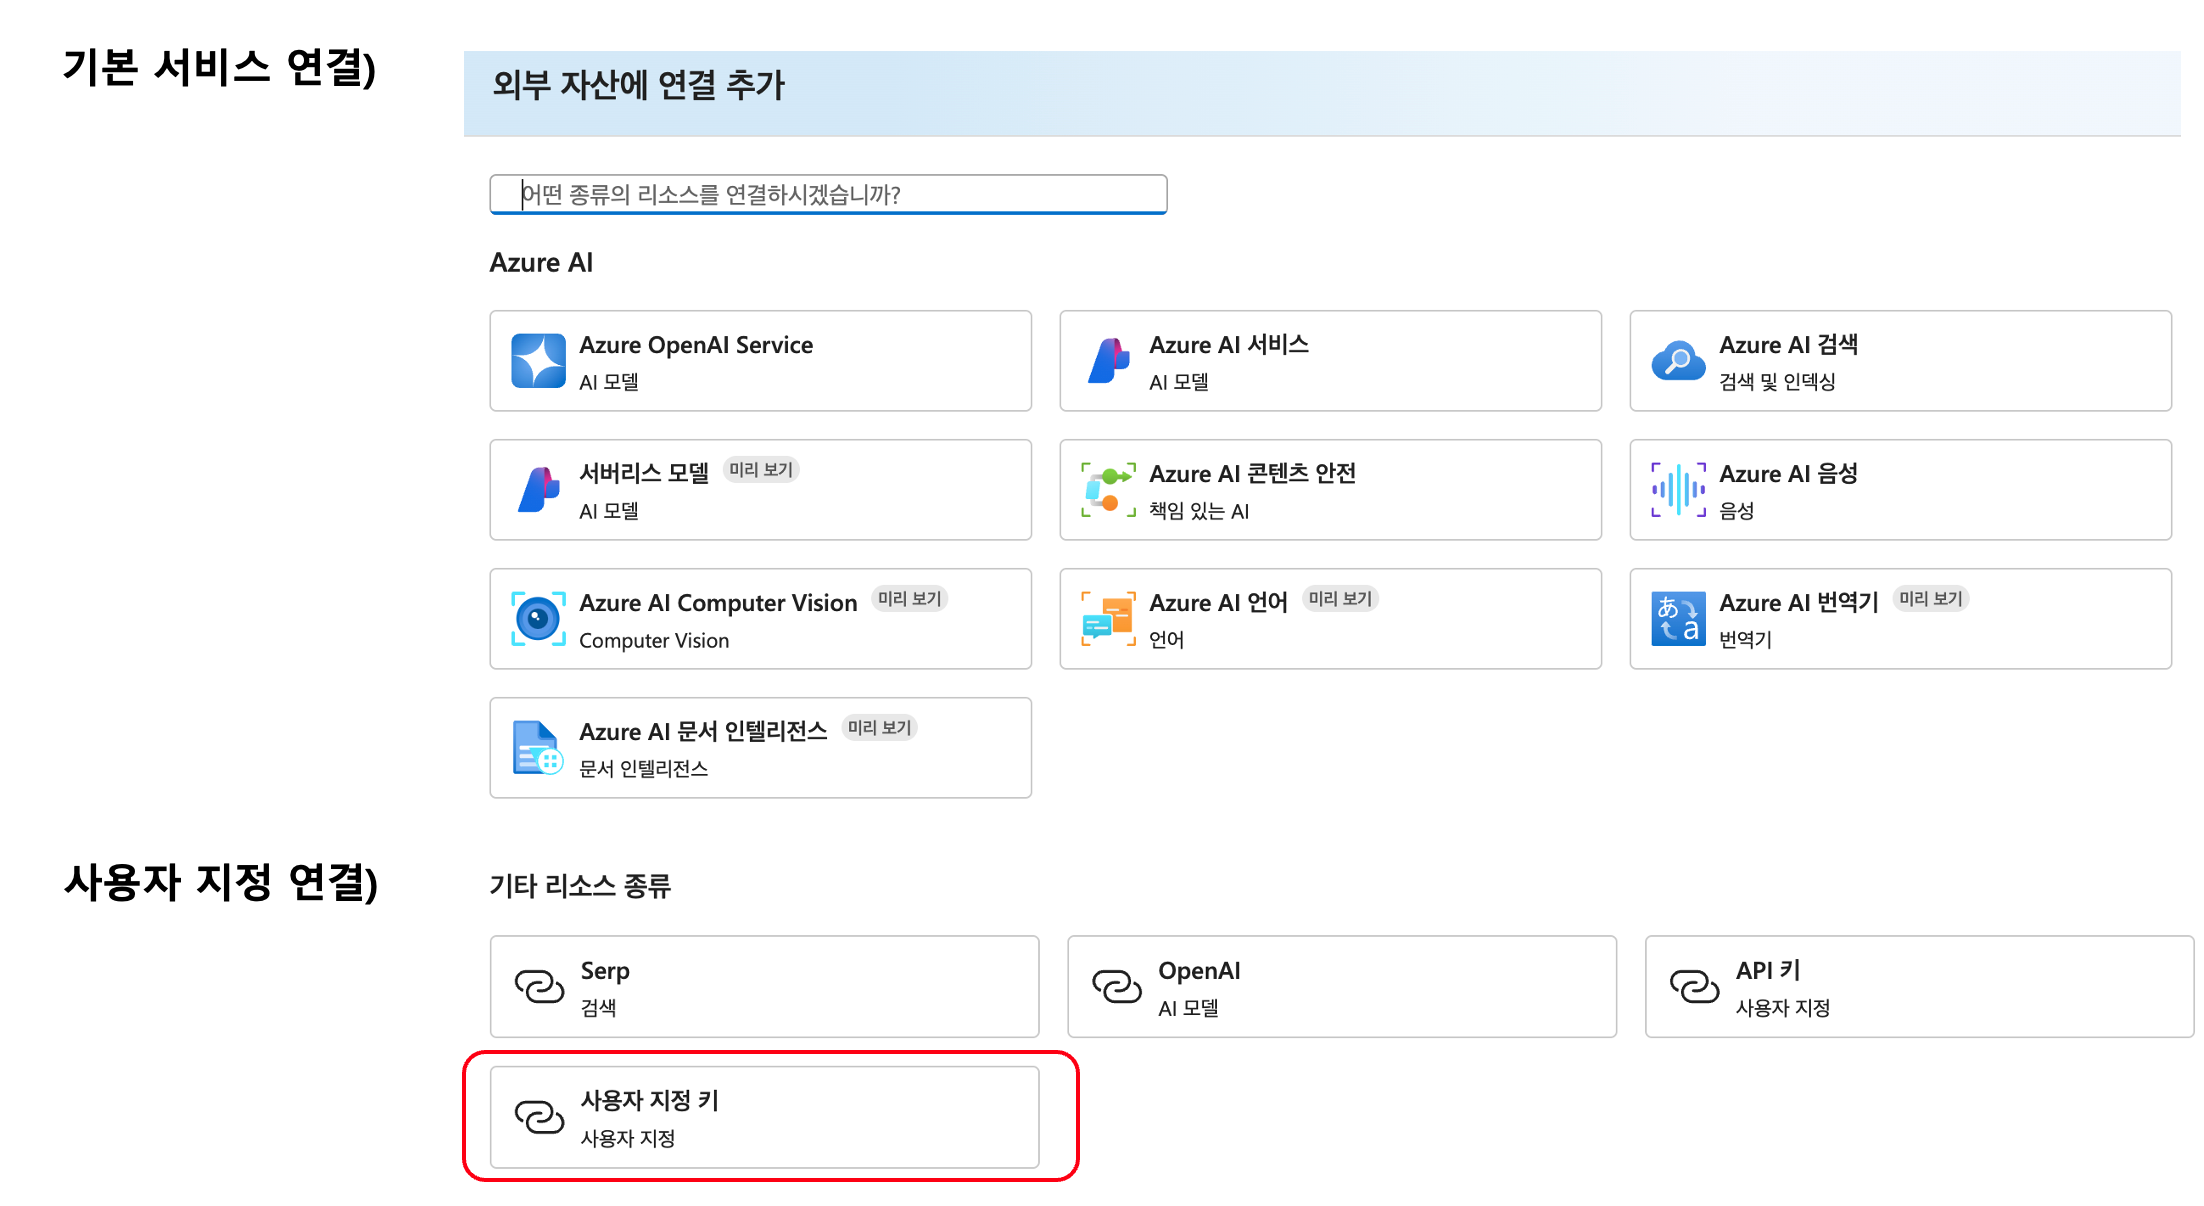 기본 서비스 연결)
외부 자산에 연결 추가
어떤 종류의 리소스를 연결하시겠습니까?
Azure AI
Azure OpenAI Service
AI 모델
Azure AI 서비스
AI 모델
Azure AI 검색
검색 및 인덱싱
서버리스 모델 미리 보기
AI 모델
Azure AI 콘텐츠 안전
책임 있는 AI
Azure AI 음성
음성
Azure AI Computer Vision 미리 보기
Computer Vision
Azure AI 언어 미리 보기
언어
あ a
Azure AI 번역기 미리 보기
번역기
Azure AI 문서 인텔리전스 미리 보기
문서 인텔리전스
사용자 지정 연결)
기타 리소스 종류
Serp
검색
OpenAI
AI 모델
API 키
사용자 지정
사용자 지정 키
사용자 지정